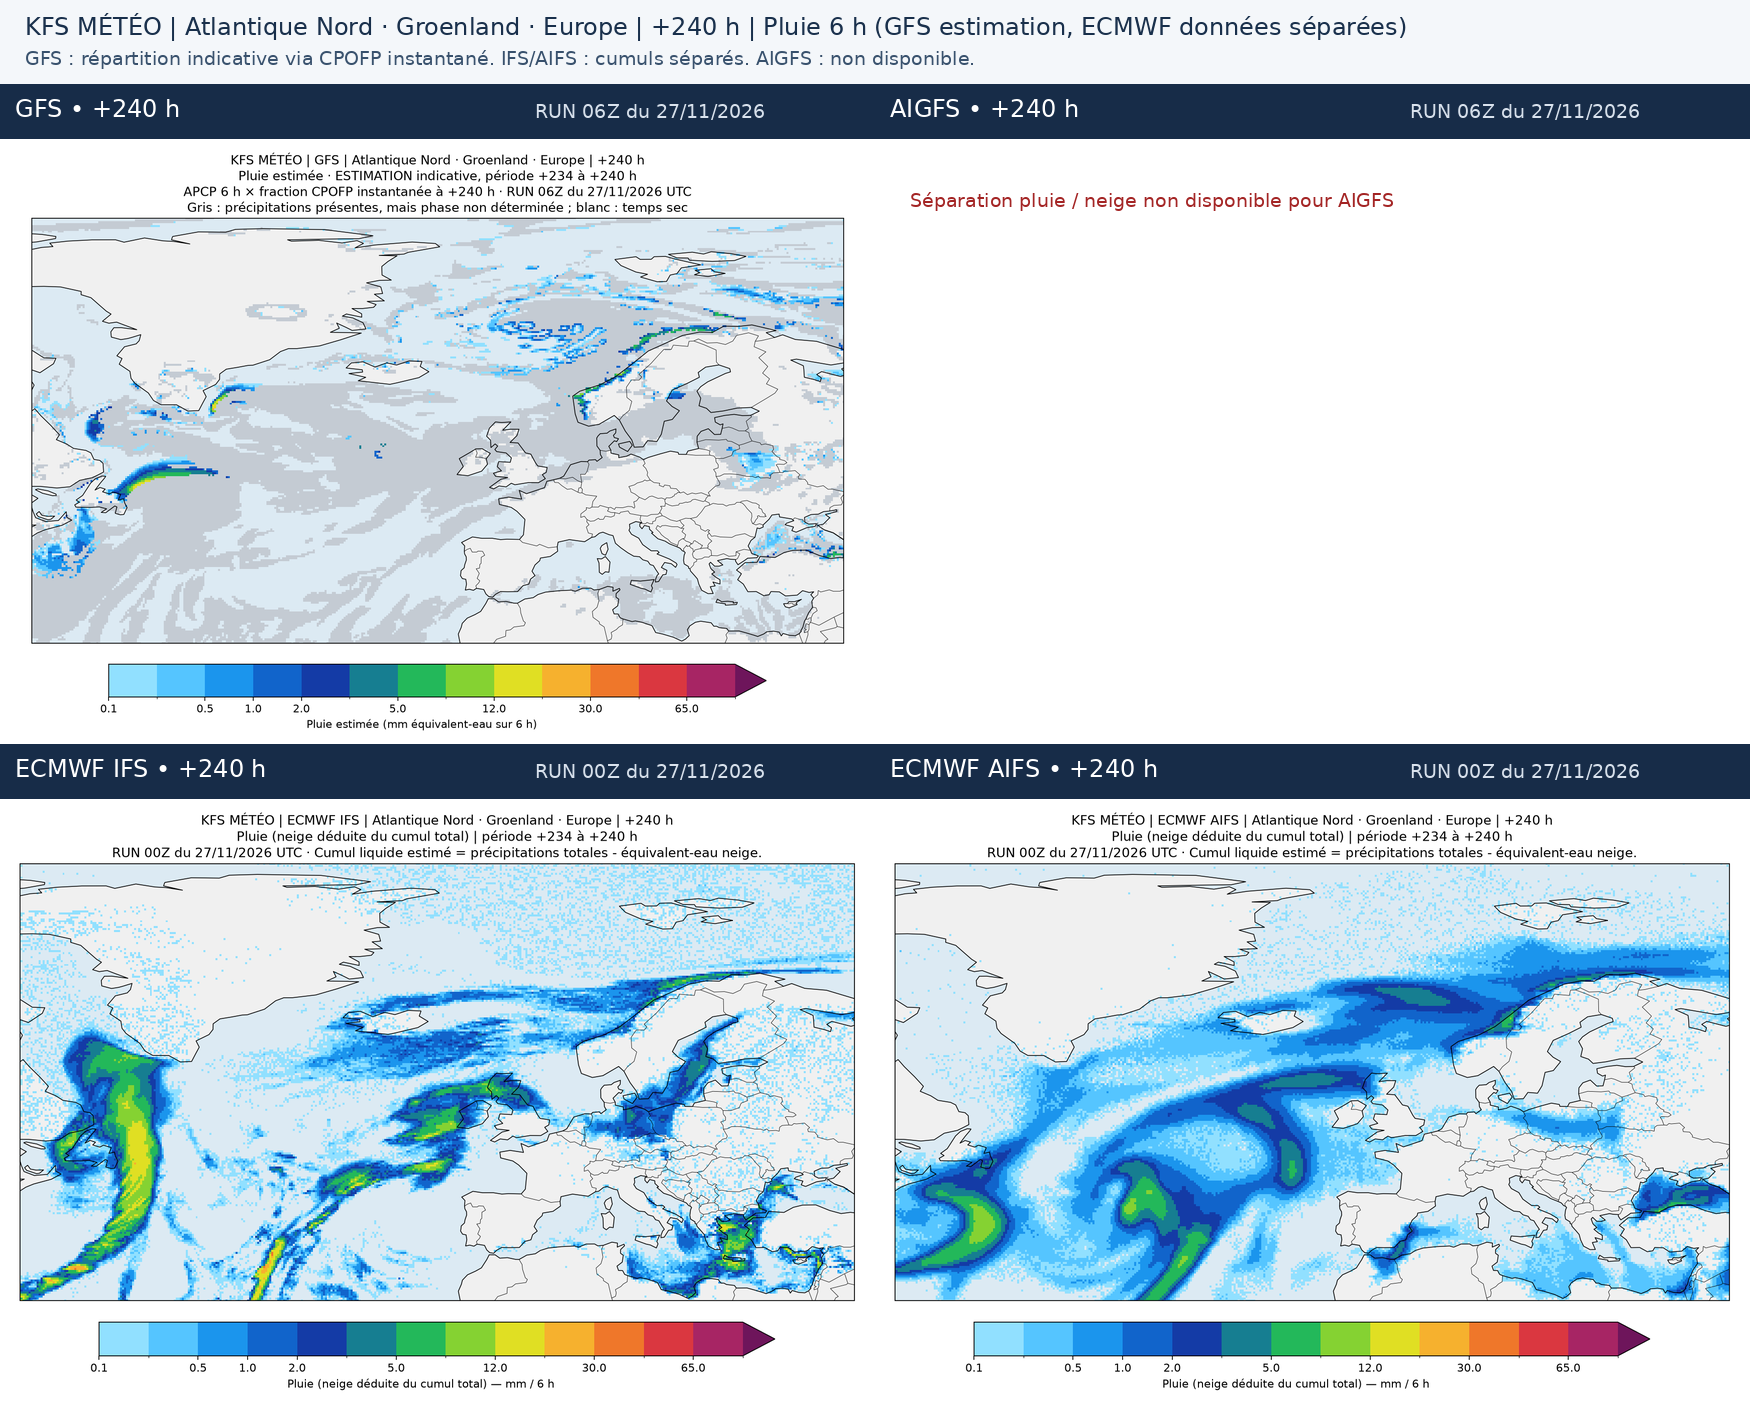 KFS MÉTÉO | Atlantique Nord · Groenland · Europe | +240 h | Pluie 6 h (GFS estimation, ECMWF données séparées)
GFS : répartition indicative via CPOFP instantané. IFS/AIFS : cumuls séparés. AIGFS : non disponible.
GFS • +240 h RUN 06Z du 27/11/2026
AIGFS • +240 h RUN 06Z du 27/11/2026
KFS MÉTÉO | GFS | Atlantique Nord · Groenland · Europe | +240 h
Pluie estimée · ESTIMATION indicative, période +234 à +240 h
APCP 6 h × fraction CPOFP instantanée à +240 h · RUN 06Z du 27/11/2026 UTC
Gris : précipitations présentes, mais phase non déterminée ; blanc : temps sec
Séparation pluie / neige non disponible pour AIGFS
0.1 0.5 1.0 2.0 5.0 12.0 30.0 65.0
Pluie estimée (mm équivalent-eau sur 6 h)
ECMWF IFS • +240 h RUN 00Z du 27/11/2026
ECMWF AIFS • +240 h RUN 00Z du 27/11/2026
KFS MÉTÉO | ECMWF IFS | Atlantique Nord · Groenland · Europe | +240 h
Pluie (neige déduite du cumul total) | période +234 à +240 h
RUN 00Z du 27/11/2026 UTC · Cumul liquide estimé = précipitations totales - équivalent-eau neige.
0.1 0.5 1.0 2.0 5.0 12.0 30.0 65.0
Pluie (neige déduite du cumul total) — mm / 6 h
KFS MÉTÉO | ECMWF AIFS | Atlantique Nord · Groenland · Europe | +240 h
Pluie (neige déduite du cumul total) | période +234 à +240 h
RUN 00Z du 27/11/2026 UTC · Cumul liquide estimé = précipitations totales - équivalent-eau neige.
0.1 0.5 1.0 2.0 5.0 12.0 30.0 65.0
Pluie (neige déduite du cumul total) — mm / 6 h